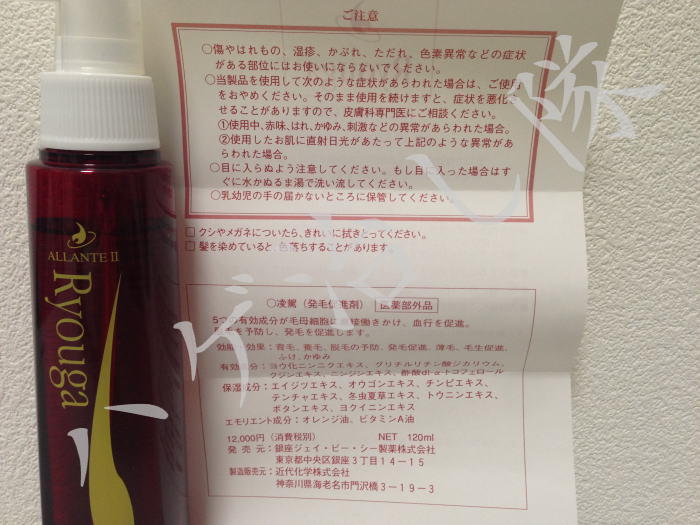 ご注意
○傷やはれもの、湿疹、かぶれ、ただれ、色素異常などの症状
がある部位にはお使いにならないでください。
○当製品を使用して次のような症状があらわれた場合は、ご使用
をおやめください。そのまま使用を続けますと、症状を悪化さ
せることがありますので、皮膚科専門医にご相談ください。
①使用中、赤味、はれ、かゆみ、刺激などの異常があらわれた場合。
②使用したお肌に直射日光があたって上記のような異常があ
らわれた場合。
○目に入らぬよう注意してください。もし目に入った場合はす
ぐに水かぬるま湯で洗い流してください。
○乳幼児の手の届かないところに保管してください。
□ クシやメガネについたら、きれいに拭きとってください。
□ 髪を染めていると、色落ちすることがあります。
○凌駕（発毛促進剤） 医薬部外品
5つの有効成分が毛母細胞に直接働きかけ、血行を促進。
脱毛を予防し、発毛を促進します。
効能・効果：育毛、養毛、脱毛の予防、発毛促進、薄毛、毛生促進、
ふけ、かゆみ
有効成分：ヨウ化ニンニクエキス、グリチルリチン酸ジカリウム、
クジンエキス、ニンジンエキス、酢酸dl-α-トコフェロール
保湿成分：エイジツエキス、オウゴンエキス、チンピエキス、
テンチャエキス、冬虫夏草エキス、トウニンエキス、
ボタンエキス、ヨクイニンエキス
エモリエント成分：オレンジ油、ビタミンA油
12,000円（消費税別） NET 120ml
発売元：銀座ジェイ・ビー・シー製薬株式会社
東京都中央区銀座3丁目14－15
製造販売元：近代化学株式会社
神奈川県海老名市門沢橋3－19－3
ALLANTE II
Ryouga